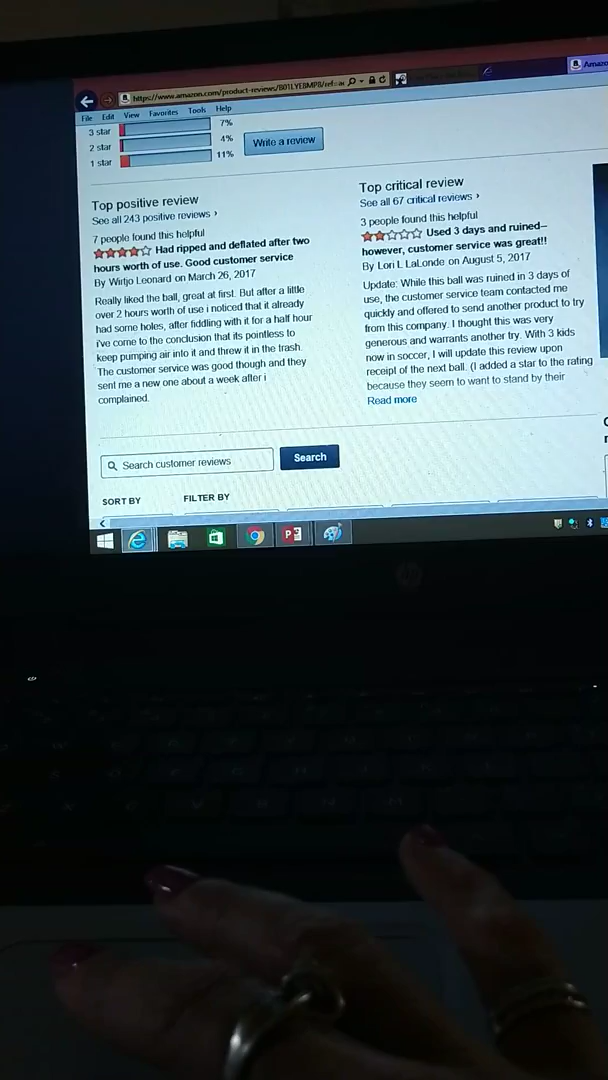 https://www.amazon.com/product-reviews/B01LYEBMP8/ref=
Amazo
File Edit View Favorites Tools Help
3 star 7%
2 star 4%
1 star 11%
Write a review
Top positive review
See all 243 positive reviews ›
7 people found this helpful
Had ripped and deflated after two
hours worth of use. Good customer service
By Wirtjo Leonard on March 26, 2017
Really liked the ball, great at first. But after a little
over 2 hours worth of use i noticed that it already
had some holes, after fiddling with it for a half hour
i've come to the conclusion that its pointless to
keep pumping air into it and threw it in the trash.
The customer service was good though and they
sent me a new one about a week after i
complained.
Top critical review
See all 67 critical reviews ›
3 people found this helpful
Used 3 days and ruined--
however, customer service was great!!
By Lori L LaLonde on August 5, 2017
Update: While this ball was ruined in 3 days of
use, the customer service team contacted me
quickly and offered to send another product to try
from this company. I thought this was very
generous and warrants another try. With 3 kids
now in soccer, I will update this review upon
receipt of the next ball. (I added a star to the rating
because they seem to want to stand by their
Read more
Search customer reviews
Search
SORT BY FILTER BY
hp